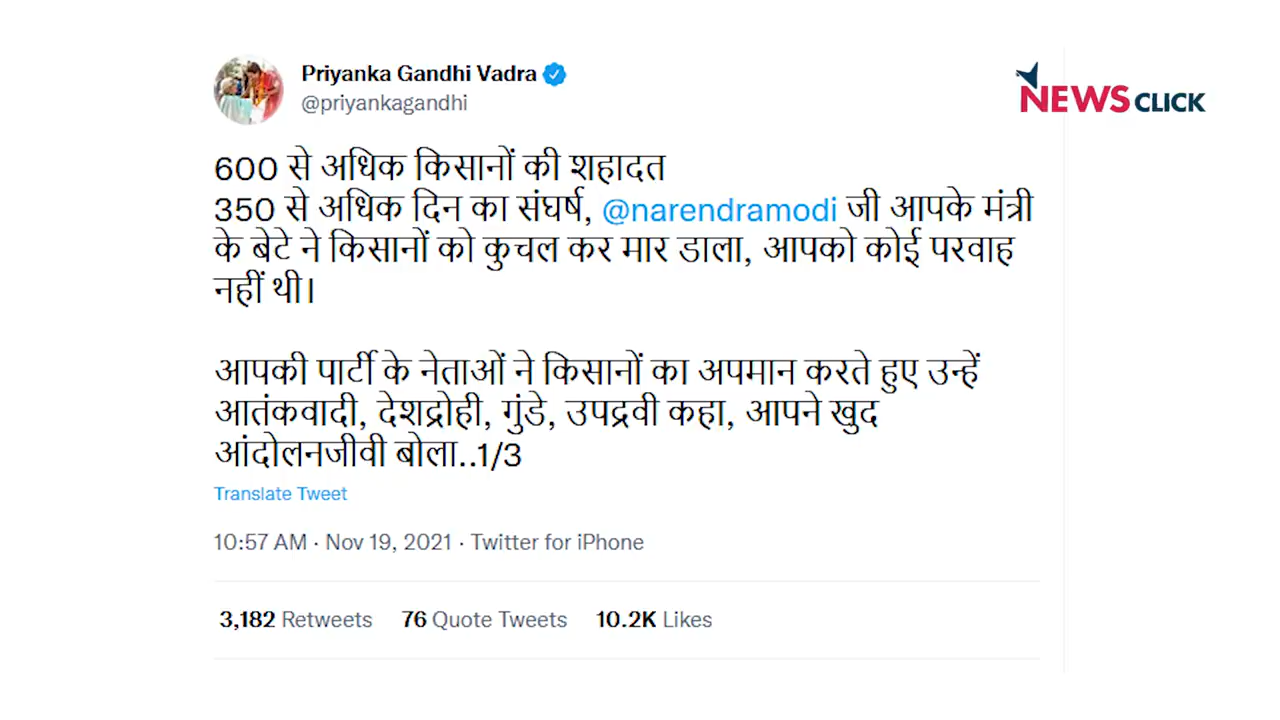 Priyanka Gandhi Vadra
@priyankagandhi
NEWS CLICK
600 से अधिक किसानों की शहादत
350 से अधिक दिन का संघर्ष, @narendramodi जी आपके मंत्री
के बेटे ने किसानों को कुचल कर मार डाला, आपको कोई परवाह
नहीं थी।
आपकी पार्टी के नेताओं ने किसानों का अपमान करते हुए उन्हें
आतंकवादी, देशद्रोही, गुंडे, उपद्रवी कहा, आपने खुद
आंदोलनजीवी बोला..1/3
Translate Tweet
10:57 AM · Nov 19, 2021 · Twitter for iPhone
3,182 Retweets 76 Quote Tweets 10.2K Likes